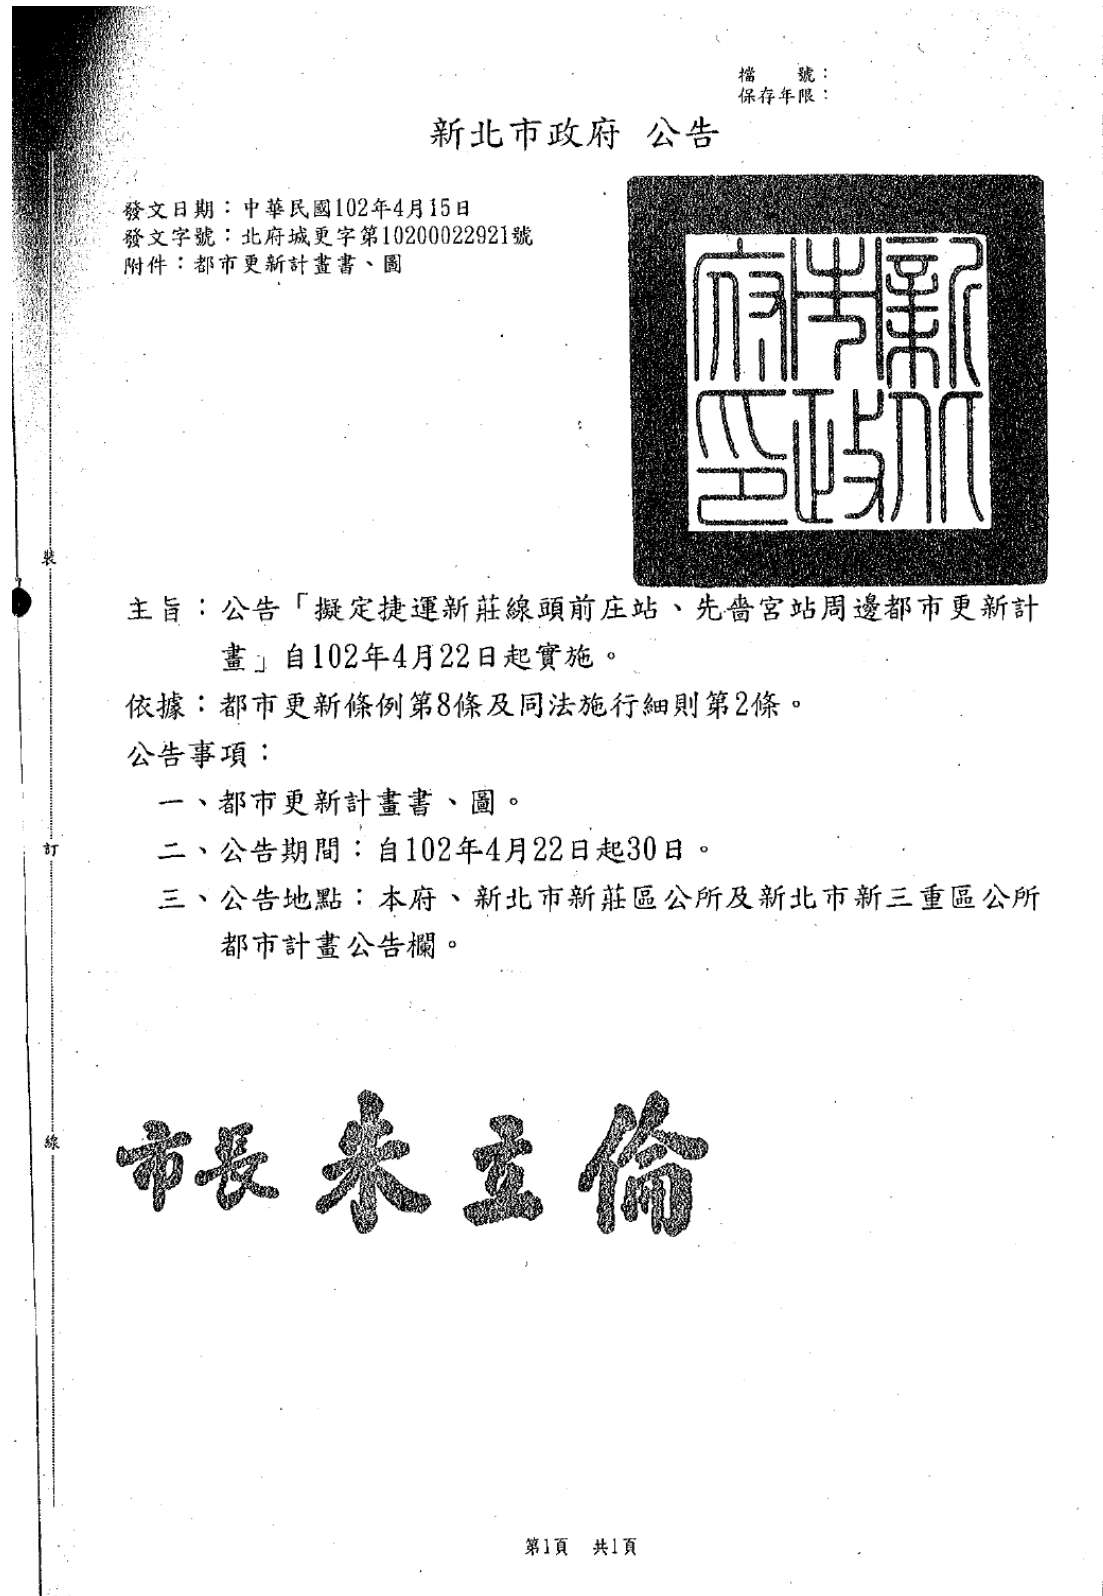 檔　　號：
保存年限：
新北市政府 公告
發文日期：中華民國102年4月15日
發文字號：北府城更字第10200022921號
附件：都市更新計畫書、圖
新北市政府印
主旨：公告「擬定捷運新莊線頭前庄站、先嗇宮站周邊都市更新計
畫」自102年4月22日起實施。
依據：都市更新條例第8條及同法施行細則第2條。
公告事項：
一、都市更新計畫書、圖。
二、公告期間：自102年4月22日起30日。
三、公告地點：本府、新北市新莊區公所及新北市新三重區公所
都市計畫公告欄。
市長 朱立倫
裝
訂
線
第1頁 共1頁